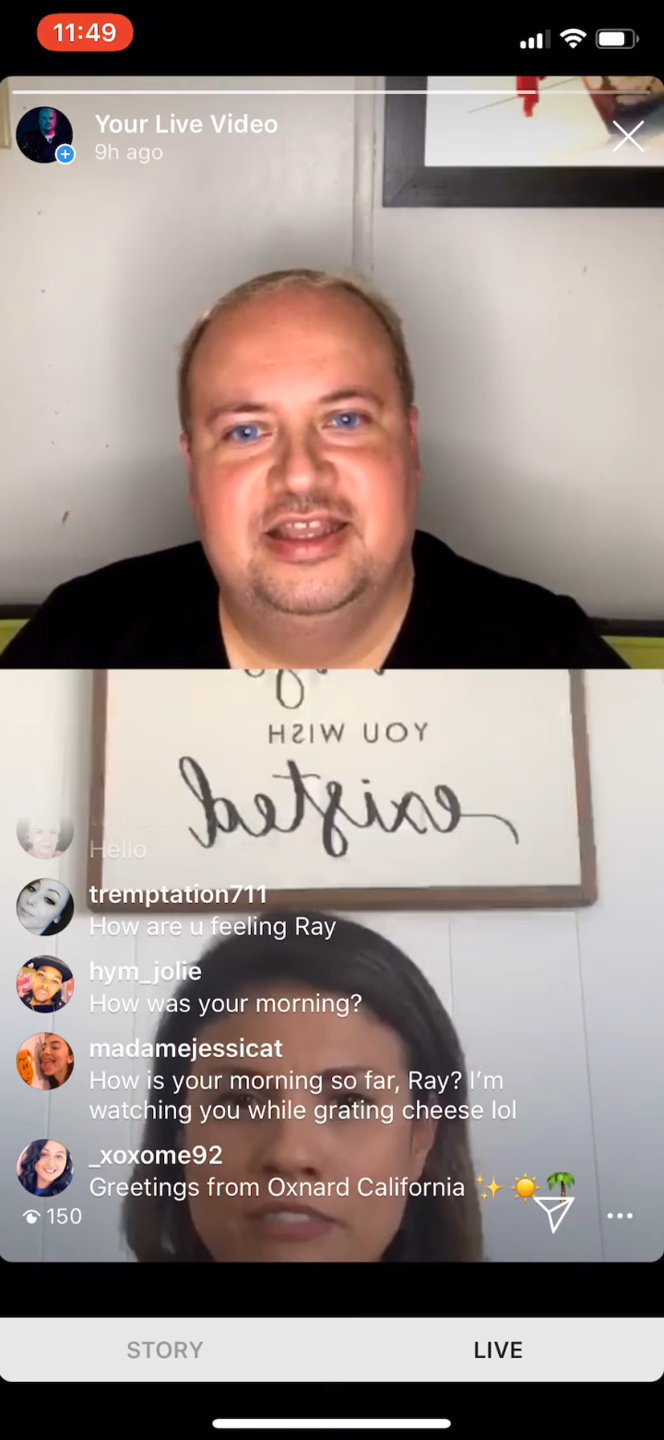 11:49
Your Live Video
9h ago
YOU WISH
existed
Hello
tremptation711
How are u feeling Ray
hym_jolie
How was your morning?
madamejessicat
How is your morning so far, Ray? I’m
watching you while grating cheese lol
_xoxome92
Greetings from Oxnard California ✨☀️🌴
150
STORY
LIVE